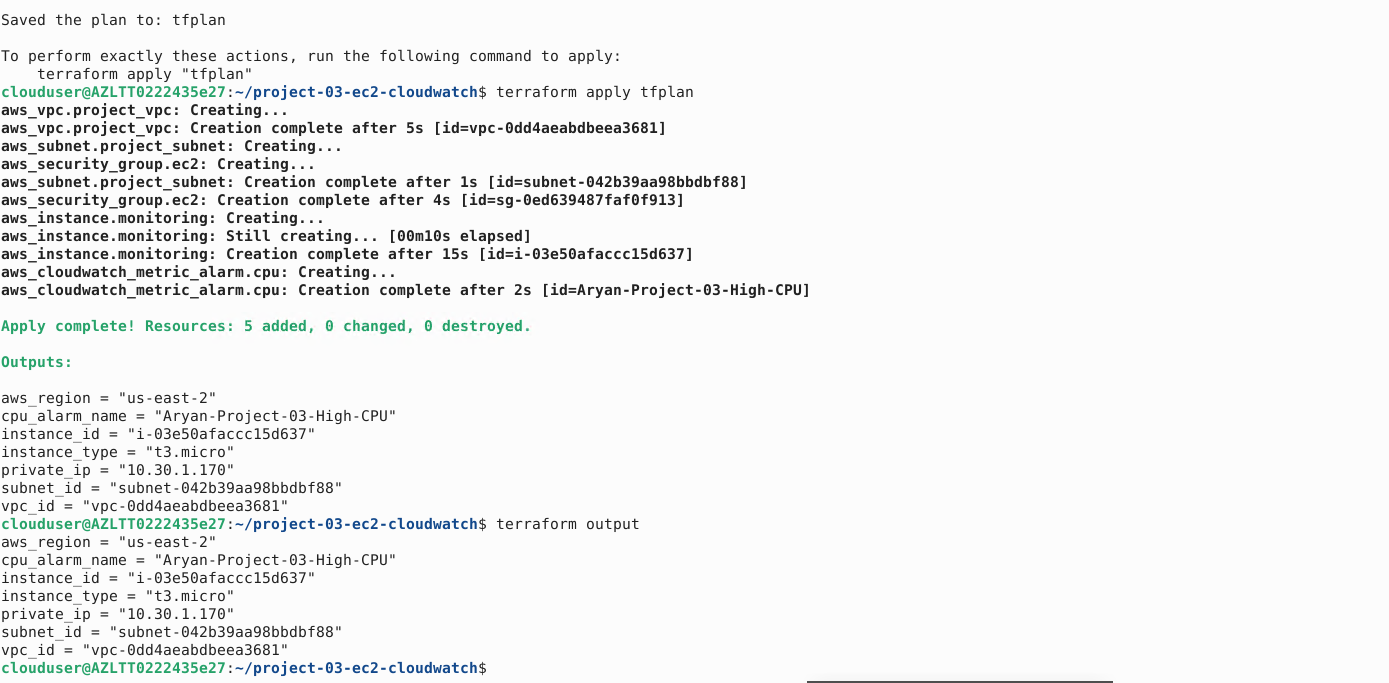 Saved the plan to: tfplan
To perform exactly these actions, run the following command to apply:
    terraform apply "tfplan"
clouduser@AZLTT0222435e27:~/project-03-ec2-cloudwatch$ terraform apply tfplan
aws_vpc.project_vpc: Creating...
aws_vpc.project_vpc: Creation complete after 5s [id=vpc-0dd4aeabdbeea3681]
aws_subnet.project_subnet: Creating...
aws_security_group.ec2: Creating...
aws_subnet.project_subnet: Creation complete after 1s [id=subnet-042b39aa98bbdbf88]
aws_security_group.ec2: Creation complete after 4s [id=sg-0ed639487faf0f913]
aws_instance.monitoring: Creating...
aws_instance.monitoring: Still creating... [00m10s elapsed]
aws_instance.monitoring: Creation complete after 15s [id=i-03e50afaccc15d637]
aws_cloudwatch_metric_alarm.cpu: Creating...
aws_cloudwatch_metric_alarm.cpu: Creation complete after 2s [id=Aryan-Project-03-High-CPU]
Apply complete! Resources: 5 added, 0 changed, 0 destroyed.
Outputs:
aws_region = "us-east-2"
cpu_alarm_name = "Aryan-Project-03-High-CPU"
instance_id = "i-03e50afaccc15d637"
instance_type = "t3.micro"
private_ip = "10.30.1.170"
subnet_id = "subnet-042b39aa98bbdbf88"
vpc_id = "vpc-0dd4aeabdbeea3681"
clouduser@AZLTT0222435e27:~/project-03-ec2-cloudwatch$ terraform output
aws_region = "us-east-2"
cpu_alarm_name = "Aryan-Project-03-High-CPU"
instance_id = "i-03e50afaccc15d637"
instance_type = "t3.micro"
private_ip = "10.30.1.170"
subnet_id = "subnet-042b39aa98bbdbf88"
vpc_id = "vpc-0dd4aeabdbeea3681"
clouduser@AZLTT0222435e27:~/project-03-ec2-cloudwatch$